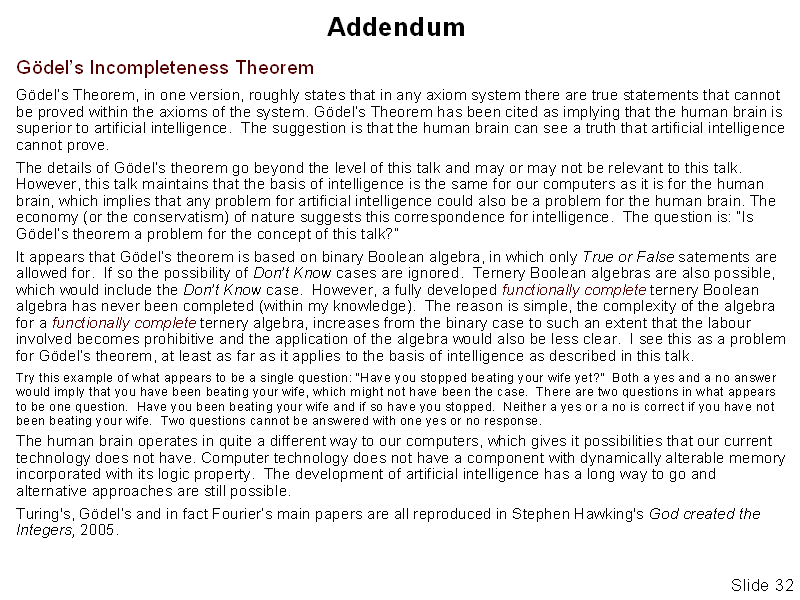 Addendum
Gödel's Incompleteness Theorem
Gödel's Theorem, in one version, roughly states that in any axiom system there are true statements that cannot
be proved within the axioms of the system. Gödel's Theorem has been cited as implying that the human brain is
superior to artificial intelligence.  The suggestion is that the human brain can see a truth that artificial intelligence
cannot prove.
The details of Gödel's theorem go beyond the level of this talk and may or may not be relevant to this talk.
However, this talk maintains that the basis of intelligence is the same for our computers as it is for the human
brain, which implies that any problem for artificial intelligence could also be a problem for the human brain. The
economy (or the conservatism) of nature suggests this correspondence for intelligence.  The question is: "Is
Gödel's theorem a problem for the concept of this talk?"
It appears that Gödel's theorem is based on binary Boolean algebra, in which only True or False satements are
allowed for.  If so the possibility of Don't Know cases are ignored.  Ternery Boolean algebras are also possible,
which would include the Don't Know case.  However, a fully developed functionally complete ternery Boolean
algebra has never been completed (within my knowledge).  The reason is simple, the complexity of the algebra
for a functionally complete ternery algebra, increases from the binary case to such an extent that the labour
involved becomes prohibitive and the application of the algebra would also be less clear.  I see this as a problem
for Gödel's theorem, at least as far as it applies to the basis of intelligence as described in this talk.
Try this example of what appears to be a single question: "Have you stopped beating your wife yet?"  Both a yes and a no answer
would imply that you have been beating your wife, which might not have been the case.  There are two questions in what appears
to be one question.  Have you been beating your wife and if so have you stopped.  Neither a yes or a no is correct if you have not
been beating your wife.  Two questions cannot be answered with one yes or no response.
The human brain operates in quite a different way to our computers, which gives it possibilities that our current
technology does not have. Computer technology does not have a component with dynamically alterable memory
incorporated with its logic property.  The development of artificial intelligence has a long way to go and
alternative approaches are still possible.
Turing's, Gödel's and in fact Fourier's main papers are all reproduced in Stephen Hawking's God created the
Integers, 2005.
Slide 32